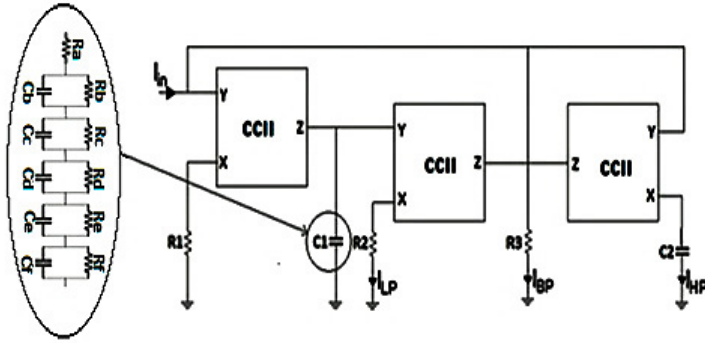 Ra
Cb Rb
Cc Rc
Cd Rd
Ce Re
Cf Rf
Iin
Y
CCII
Z
X
R1
C1
Y
CCII
Z
X
R2
ILP
R3
IBP
Z
CCII
Y
X
C2
IHP